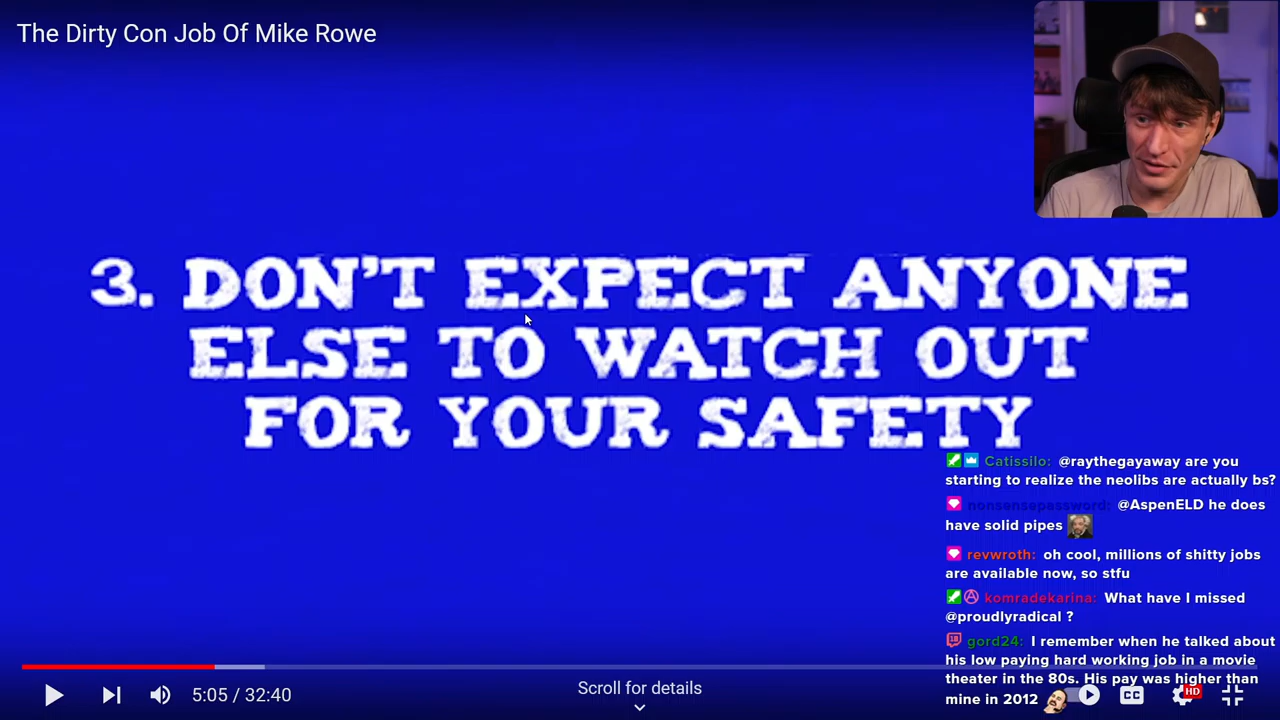 The Dirty Con Job Of Mike Rowe
3. DON'T EXPECT ANYONE
ELSE TO WATCH OUT
FOR YOUR SAFETY
Catissilo: @raythegayaway are you
starting to realize the neolibs are actually bs?
nonsensepassword: @AspenELD he does
have solid pipes
revwroth: oh cool, millions of shitty jobs
are available now, so stfu
komradekarina: What have I missed
@proudlyradical ?
gord24: I remember when he talked about
his low paying hard working job in a movie
theater in the 80s. His pay was higher than
mine in 2012
5:05 / 32:40
Scroll for details
CC
HD